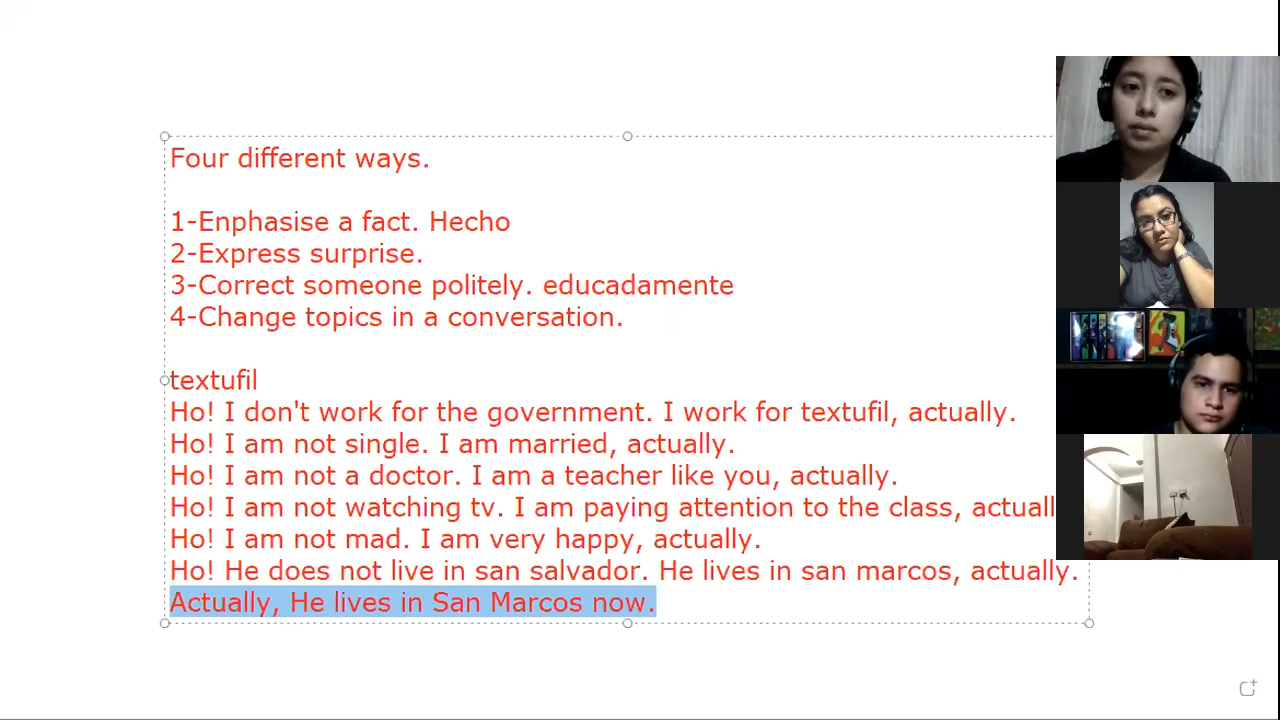 Four different ways.
1-Enphasise a fact. Hecho
2-Express surprise.
3-Correct someone politely. educadamente
4-Change topics in a conversation.
textufil
Ho! I don't work for the government. I work for textufil, actually.
Ho! I am not single. I am married, actually.
Ho! I am not a doctor. I am a teacher like you, actually.
Ho! I am not watching tv. I am paying attention to the class, actuall
Ho! I am not mad. I am very happy, actually.
Ho! He does not live in san salvador. He lives in san marcos, actually.
Actually, He lives in San Marcos now.